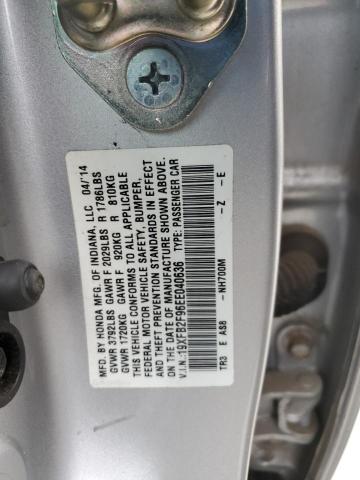 MFD. BY HONDA MFG. OF INDIANA, LLC 04/'14
GVWR 3792LBS GAWR F 2029LBS R 1786LBS
GVWR 1720KG GAWR F 920KG R 810KG
THIS VEHICLE CONFORMS TO ALL APPLICABLE
FEDERAL MOTOR VEHICLE SAFETY, BUMPER,
AND THEFT PREVENTION STANDARDS IN EFFECT
ON THE DATE OF MANUFACTURE SHOWN ABOVE.
V.I.N.:19XFB2F96EE040636 TYPE: PASSENGER CAR
NH700M -Z -E
TR3 E AS8